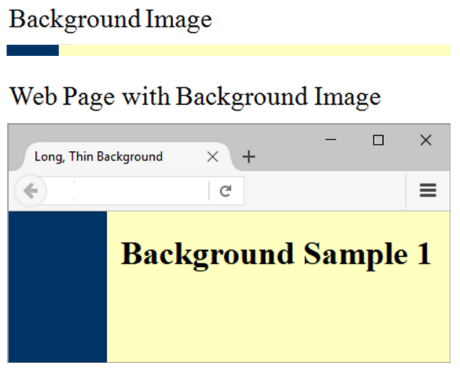 Background Image
Web Page with Background Image
Long, Thin Background
Background Sample 1